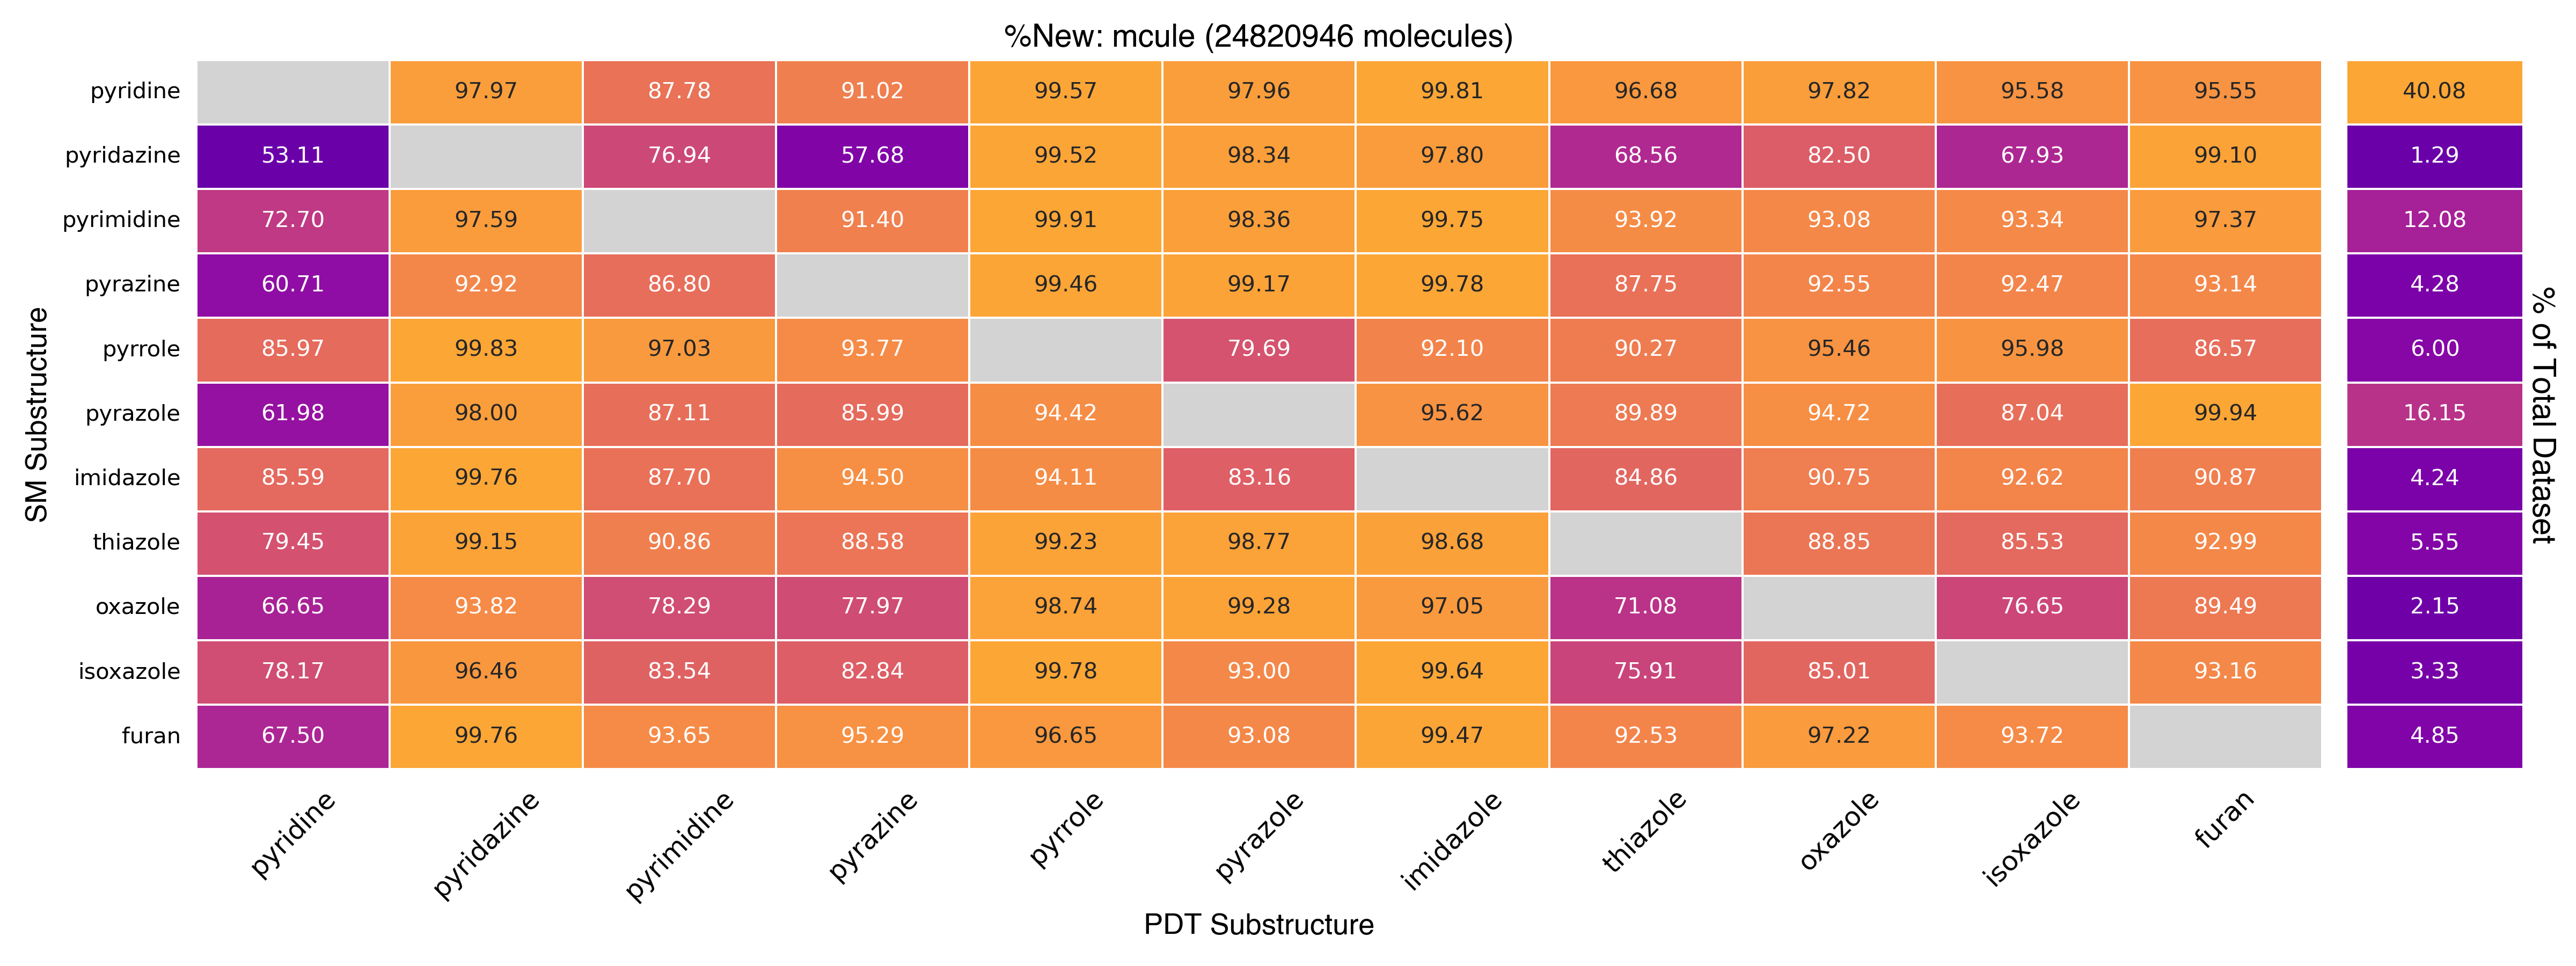 %New: mcule (24820946 molecules)
pyridine 97.97 87.78 91.02 99.57 97.96 99.81 96.68 97.82 95.58 95.55 40.08
pyridazine 53.11 76.94 57.68 99.52 98.34 97.80 68.56 82.50 67.93 99.10 1.29
pyrimidine 72.70 97.59 91.40 99.91 98.36 99.75 93.92 93.08 93.34 97.37 12.08
pyrazine 60.71 92.92 86.80 99.46 99.17 99.78 87.75 92.55 92.47 93.14 4.28
pyrrole 85.97 99.83 97.03 93.77 79.69 92.10 90.27 95.46 95.98 86.57 6.00
pyrazole 61.98 98.00 87.11 85.99 94.42 95.62 89.89 94.72 87.04 99.94 16.15
imidazole 85.59 99.76 87.70 94.50 94.11 83.16 84.86 90.75 92.62 90.87 4.24
thiazole 79.45 99.15 90.86 88.58 99.23 98.77 98.68 88.85 85.53 92.99 5.55
oxazole 66.65 93.82 78.29 77.97 98.74 99.28 97.05 71.08 76.65 89.49 2.15
isoxazole 78.17 96.46 83.54 82.84 99.78 93.00 99.64 75.91 85.01 93.16 3.33
furan 67.50 99.76 93.65 95.29 96.65 93.08 99.47 92.53 97.22 93.72 4.85
SM Substructure
% of Total Dataset
pyridine pyridazine pyrimidine pyrazine pyrrole pyrazole imidazole thiazole oxazole isoxazole furan
PDT Substructure